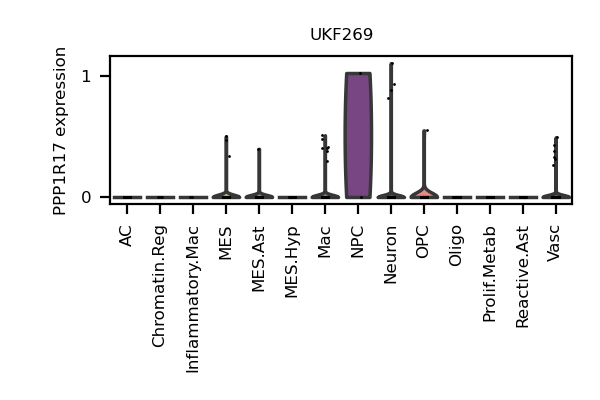 UKF269
PPP1R17 expression
1
0
AC
Chromatin.Reg
Inflammatory.Mac
MES
MES.Ast
MES.Hyp
Mac
NPC
Neuron
OPC
Oligo
Prolif.Metab
Reactive.Ast
Vasc